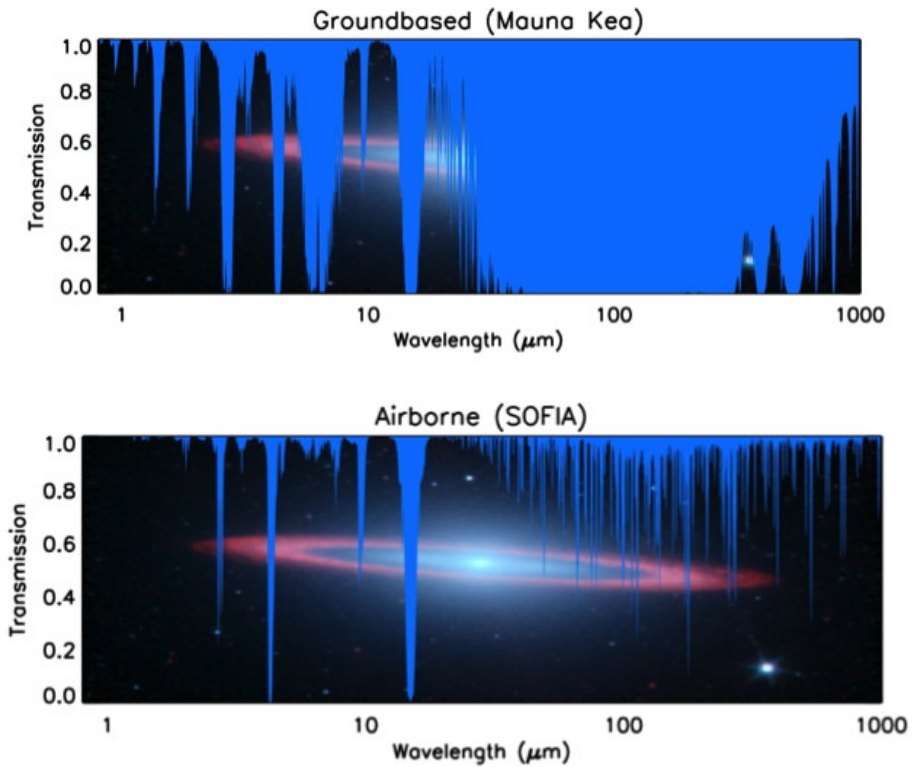 Groundbased (Mauna Kea)
1.0
0.8
0.6
0.4
0.2
0.0
Transmission
1 10 100 1000
Wavelength (μm)
Airborne (SOFIA)
1.0
0.8
0.6
0.4
0.2
0.0
Transmission
1 10 100 1000
Wavelength (μm)